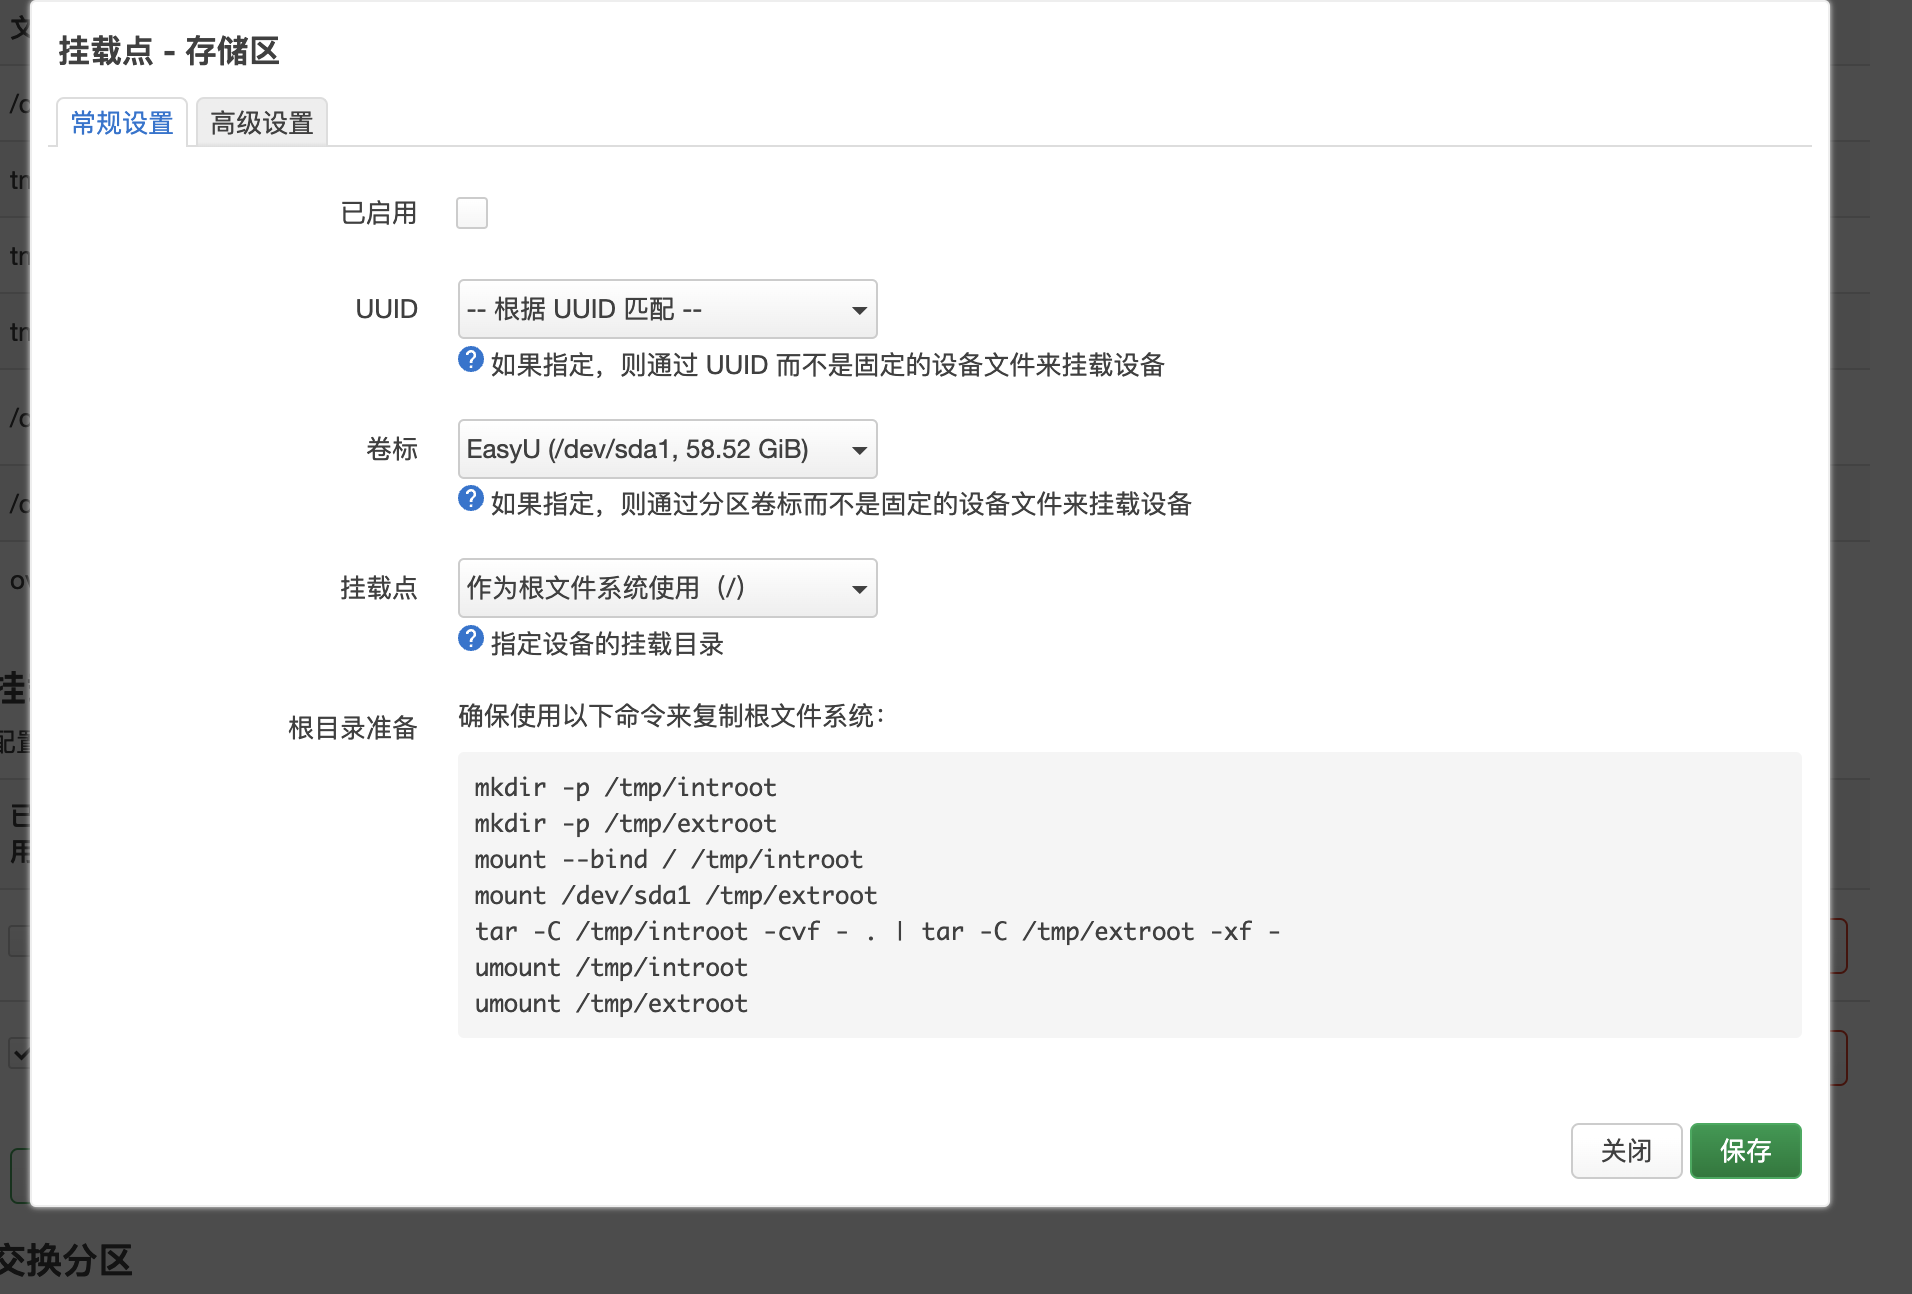 挂载点 - 存储区
常规设置
高级设置
已启用
UUID
-- 根据 UUID 匹配 --
如果指定，则通过 UUID 而不是固定的设备文件来挂载设备
卷标
EasyU (/dev/sda1, 58.52 GiB)
如果指定，则通过分区卷标而不是固定的设备文件来挂载设备
挂载点
作为根文件系统使用（/）
指定设备的挂载目录
根目录准备
确保使用以下命令来复制根文件系统：
mkdir -p /tmp/introot
mkdir -p /tmp/extroot
mount --bind / /tmp/introot
mount /dev/sda1 /tmp/extroot
tar -C /tmp/introot -cvf - . | tar -C /tmp/extroot -xf -
umount /tmp/introot
umount /tmp/extroot
关闭
保存
交换分区